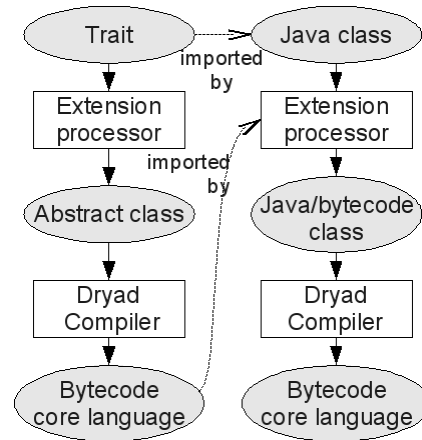 Trait
Java class
imported
by
Extension
processor
Extension
processor
imported
by
Abstract class
Java/bytecode
class
Dryad
Compiler
Dryad
Compiler
Bytecode
core language
Bytecode
core language